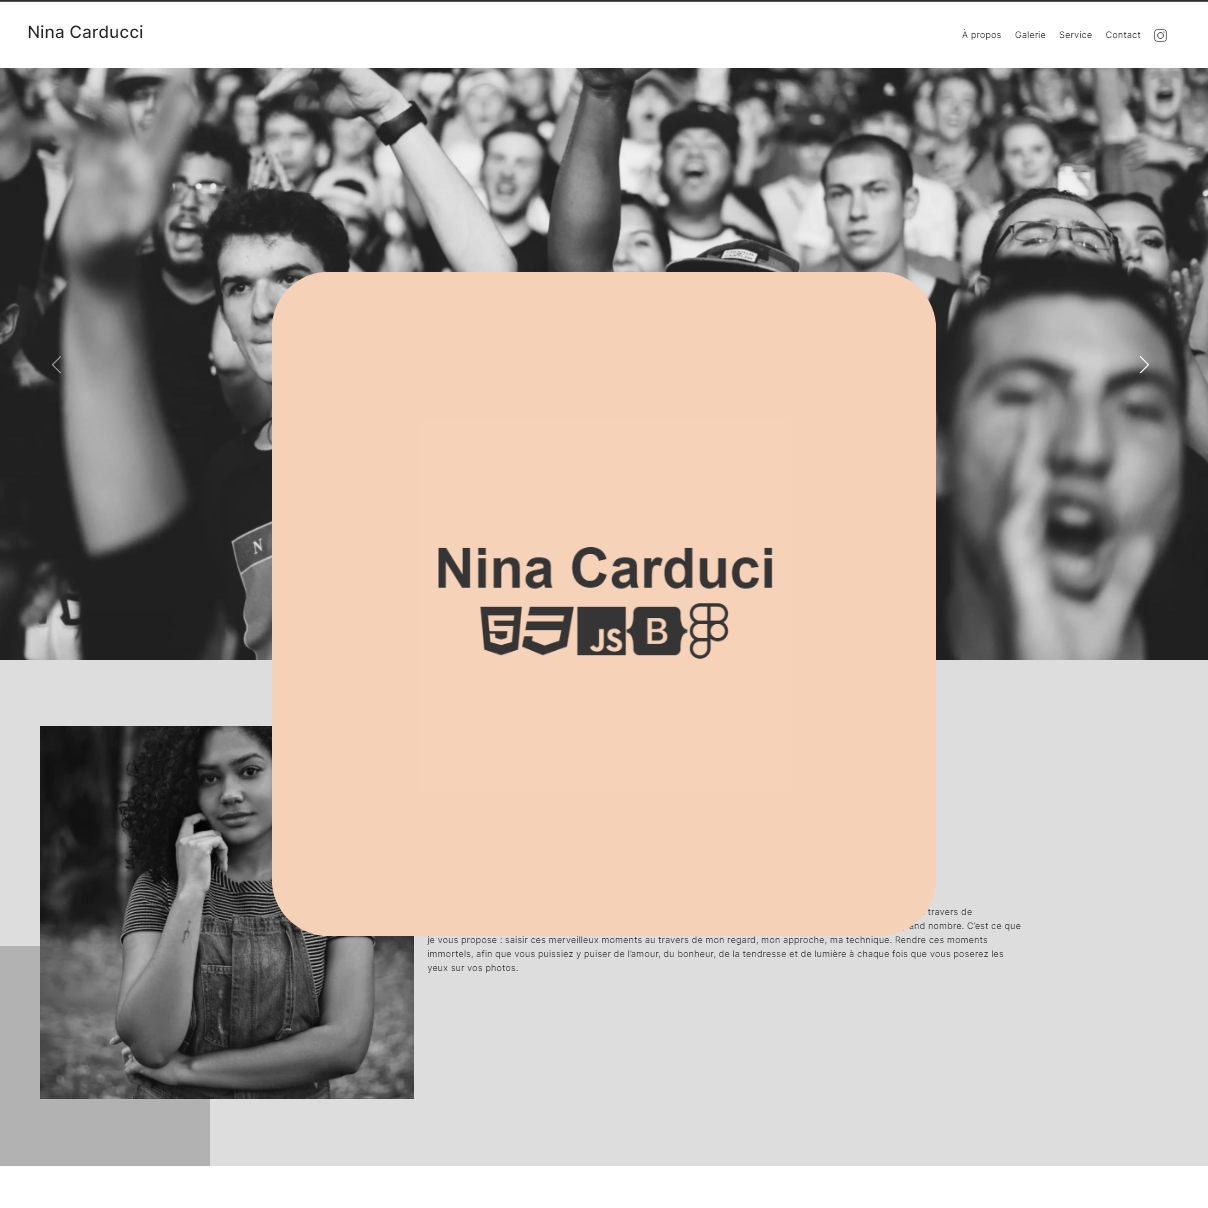 Nina Carducci
À propos Galerie Service Contact
N
Nina Carduci
5 JS B
travers de
and nombre. C'est ce que
je vous propose : saisir ces merveilleux moments au travers de mon regard, mon approche, ma technique. Rendre ces moments
immortels, afin que vous puissiez y puiser de l'amour, du bonheur, de la tendresse et de lumière à chaque fois que vous poserez les
yeux sur vos photos.